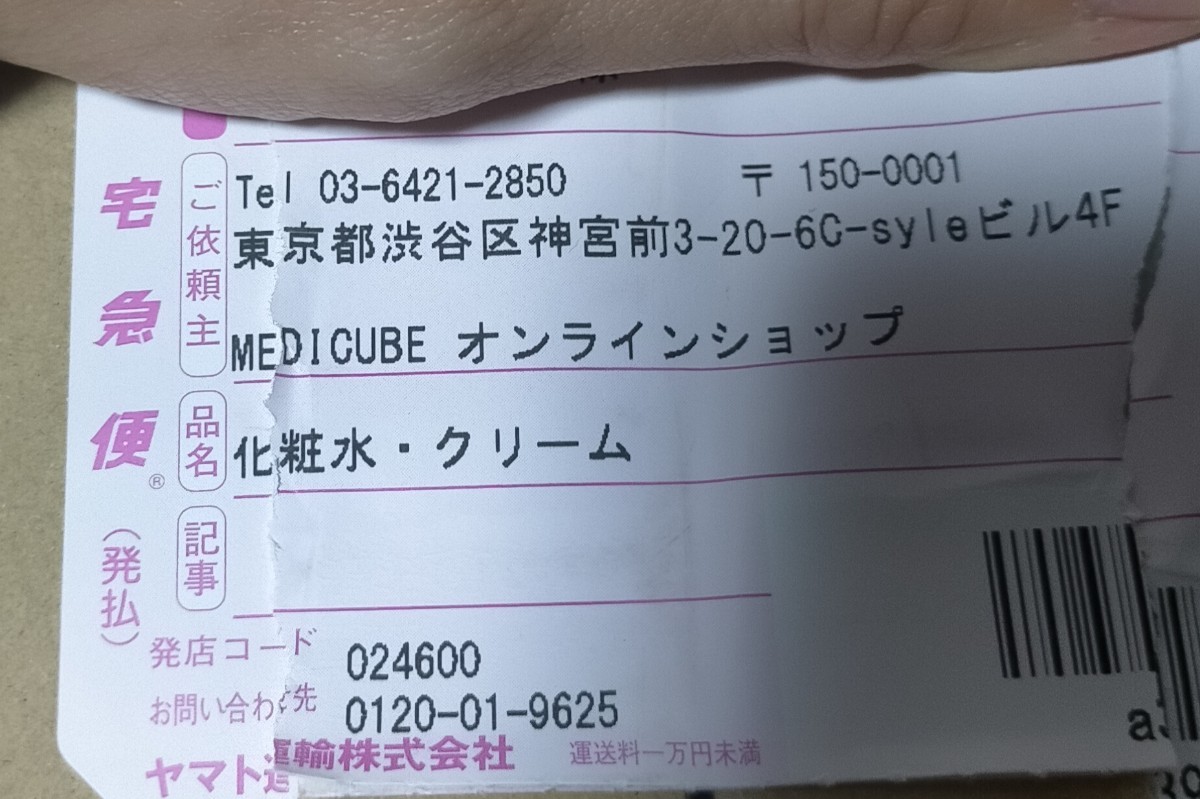 様
宅急便®
(発払)
ご依頼主
Tel 03-6421-2850 〒 150-0001
東京都渋谷区神宮前3-20-6C-syleビル4F
MEDICUBE オンラインショップ
品名
化粧水・クリーム
記事
発店コード 024600
お問い合わせ先 0120-01-9625
ヤマト運輸株式会社 運送料一万円未満